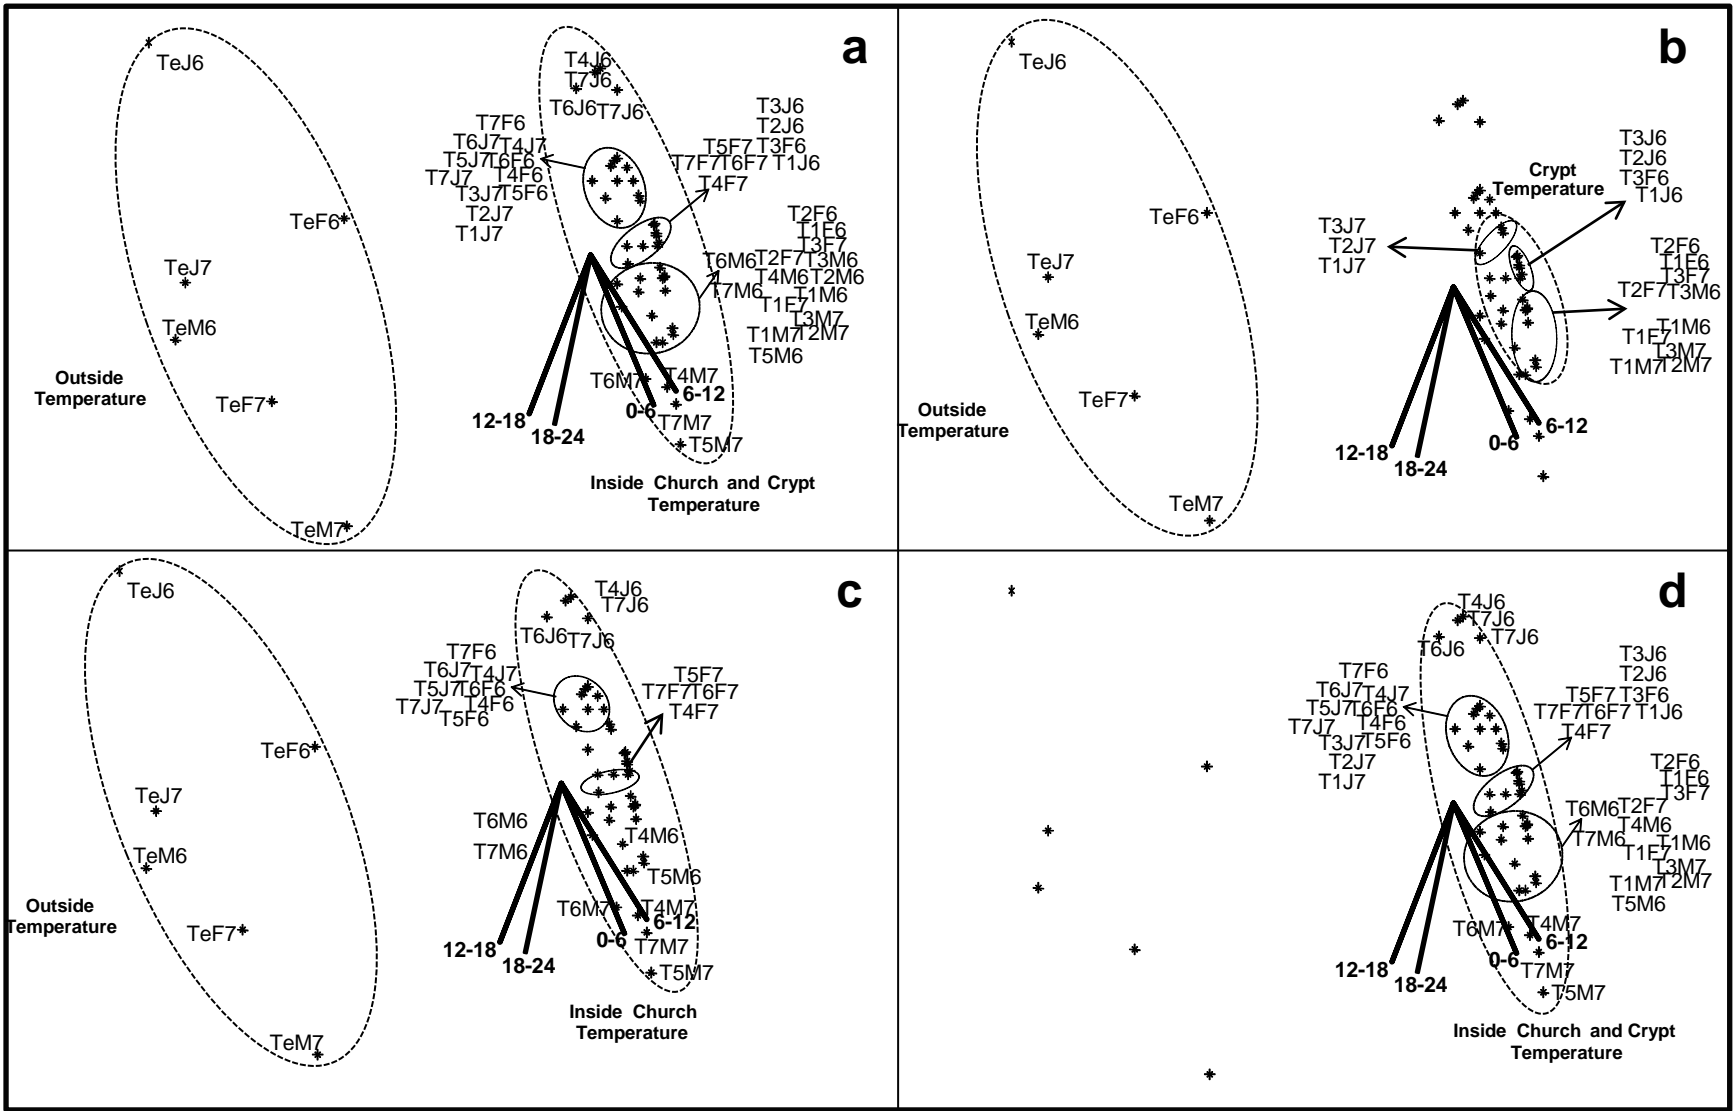 a
TeJ6
TeF6
TeJ7
TeM6
TeF7
TeM7
Outside
Temperature
T4J6
T7J6
T6J6 T7J6
T7F6
T6J7 T4J7
T5J7 T6F6
T7J7 T4F6
T3J7 T5F6
T2J7
T1J7
T3J6
T2J6
T5F7 T3F6
T7F7 T6F7 T1J6
T4F7
T2F6
T1F6
T3F7
T6M6 T2F7 T3M6
T4M6 T2M6
T7M6 T1M6
T1F7
T3M7
T1M7 T2M7
T5M6
T6M7 T4M7
6-12
0-6
T7M7
12-18
18-24
T5M7
Inside Church and Crypt
Temperature
b
TeJ6
TeF6
TeJ7
TeM6
TeF7
TeM7
Outside
Temperature
Crypt
Temperature
T3J6
T2J6
T3F6
T1J6
T3J7
T2J7
T1J7
T2F6
T1F6
T3F7
T2F7 T3M6
T1M6
T1F7
T3M7
T1M7 T2M7
6-12
0-6
12-18
18-24
c
TeJ6
TeF6
TeJ7
TeM6
TeF7
TeM7
Outside
Temperature
T4J6
T7J6
T6J6 T7J6
T7F6
T6J7 T4J7
T5J7 T6F6
T7J7 T4F6
T5F6
T5F7
T7F7 T6F7
T4F7
T6M6
T4M6
T7M6
T5M6
T6M7 T4M7
6-12
0-6
T7M7
12-18
18-24
T5M7
Inside Church
Temperature
d
T4J6
T7J6
T6J6 T7J6
T7F6
T6J7 T4J7
T5J7 T6F6
T7J7 T4F6
T3J7 T5F6
T2J7
T1J7
T3J6
T2J6
T5F7 T3F6
T7F7 T6F7 T1J6
T4F7
T2F6
T1F6
T3F7
T6M6 T2F7
T4M6
T7M6 T1M6
T1F7
T3M7
T1M7 T2M7
T5M6
T6M7 T4M7
6-12
0-6
T7M7
12-18
18-24
T5M7
Inside Church and Crypt
Temperature